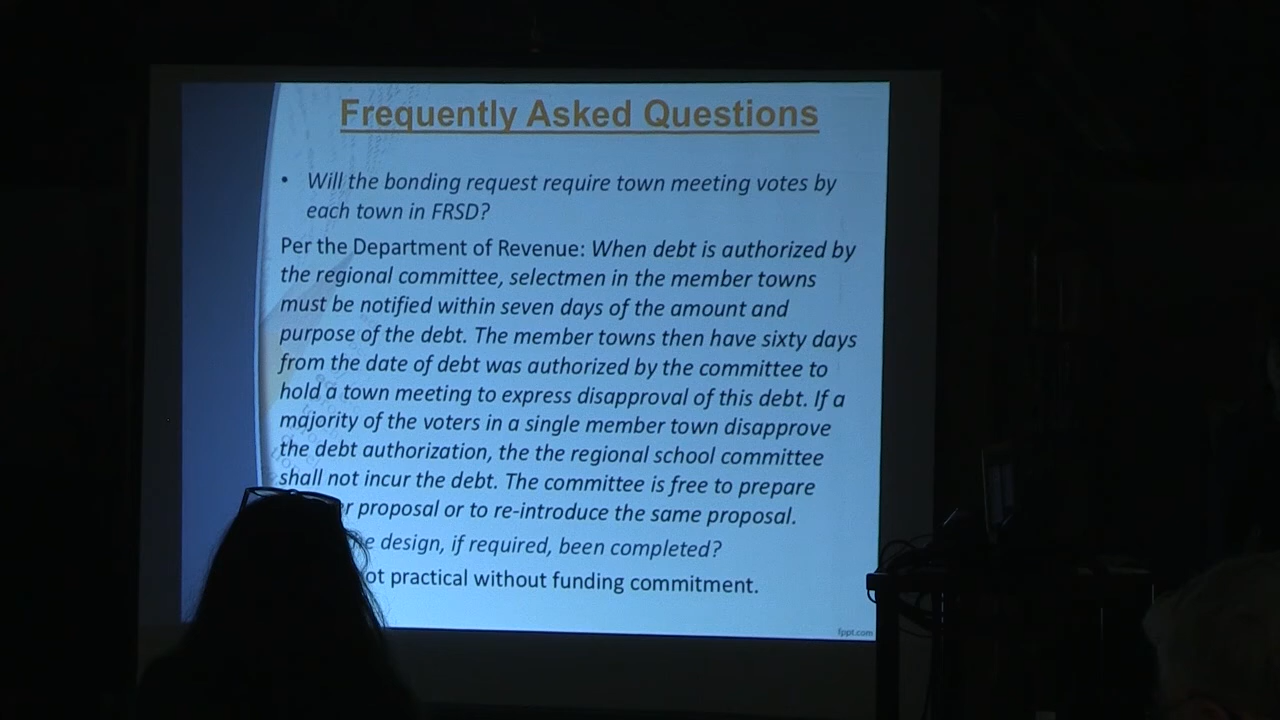 Frequently Asked Questions
• Will the bonding request require town meeting votes by
each town in FRSD?
Per the Department of Revenue: When debt is authorized by
the regional committee, selectmen in the member towns
must be notified within seven days of the amount and
purpose of the debt. The member towns then have sixty days
from the date of debt was authorized by the committee to
hold a town meeting to express disapproval of this debt. If a
majority of the voters in a single member town disapprove
the debt authorization, the the regional school committee
shall not incur the debt. The committee is free to prepare
proposal or to re-introduce the same proposal.
design, if required, been completed?
practical without funding commitment.
fppt.com